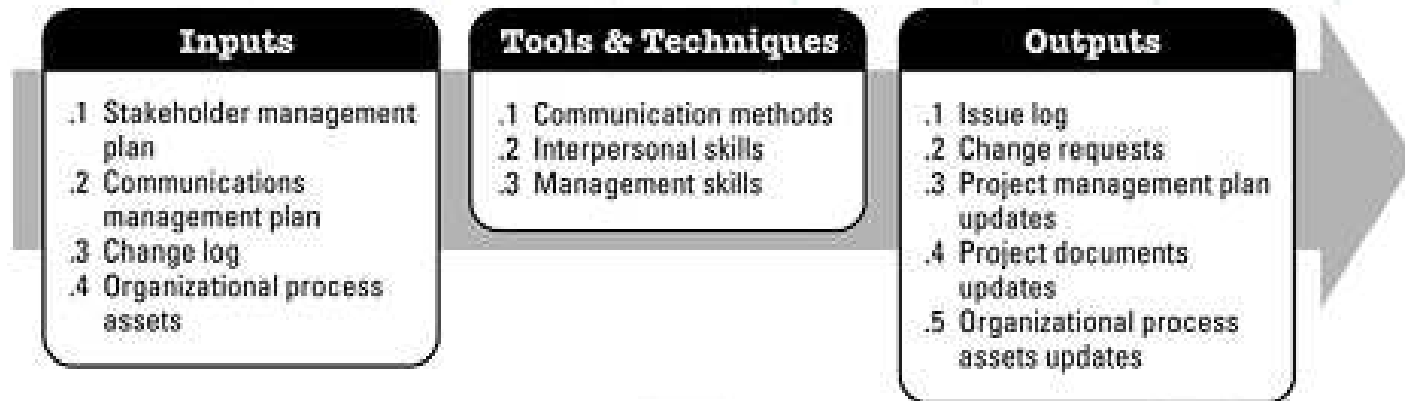 Inputs
.1 Stakeholder management
plan
.2 Communications
management plan
.3 Change log
.4 Organizational process
assets
Tools & Techniques
.1 Communication methods
.2 Interpersonal skills
.3 Management skills
Outputs
.1 Issue log
.2 Change requests
.3 Project management plan
updates
.4 Project documents
updates
.5 Organizational process
assets updates